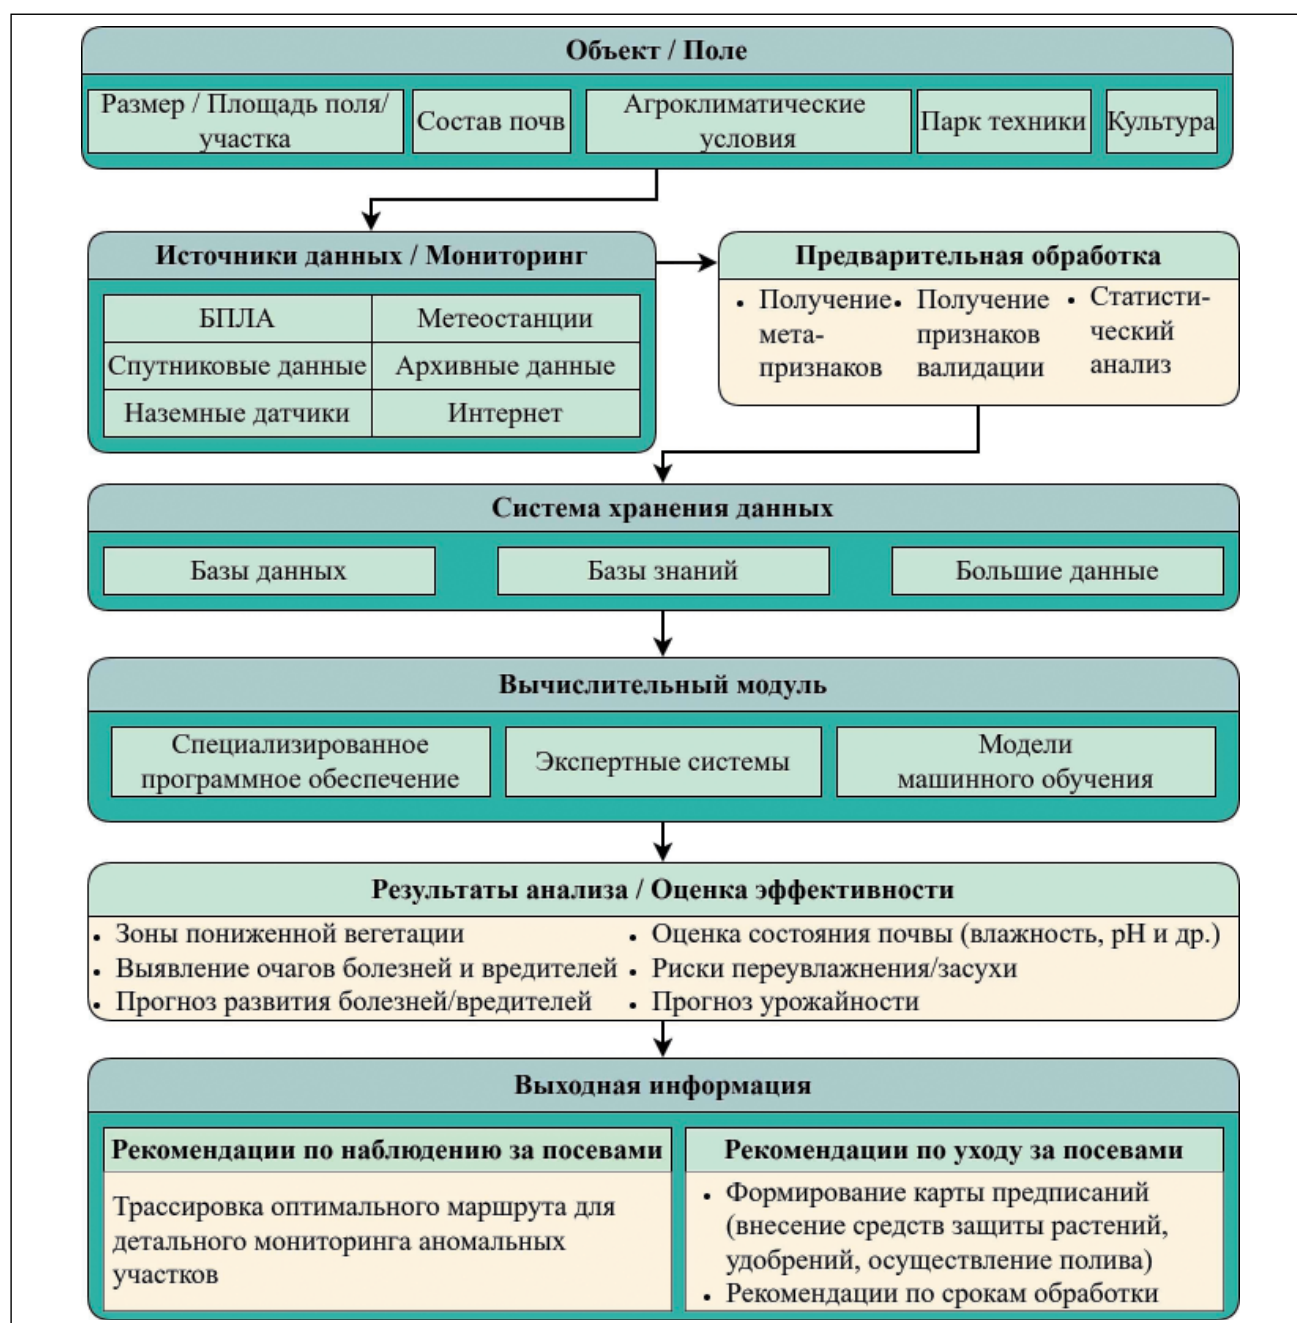 Объект / Поле
Размер / Площадь поля/
участка
Состав почв
Агроклиматические
условия
Парк техники
Культура
Источники данных / Мониторинг
БПЛА
Метеостанции
Спутниковые данные
Архивные данные
Наземные датчики
Интернет
Предварительная обработка
• Получение
мета-
признаков
• Получение
признаков
валидации
• Статисти-
ческий
анализ
Система хранения данных
Базы данных
Базы знаний
Большие данные
Вычислительный модуль
Специализированное
программное обеспечение
Экспертные системы
Модели
машинного обучения
Результаты анализа / Оценка эффективности
• Зоны пониженной вегетации
• Выявление очагов болезней и вредителей
• Прогноз развития болезней/вредителей
• Оценка состояния почвы (влажность, pH и др.)
• Риски переувлажнения/засухи
• Прогноз урожайности
Выходная информация
Рекомендации по наблюдению за посевами
Трассировка оптимального маршрута для
детального мониторинга аномальных
участков
Рекомендации по уходу за посевами
• Формирование карты предписаний
(внесение средств защиты растений,
удобрений, осуществление полива)
• Рекомендации по срокам обработки